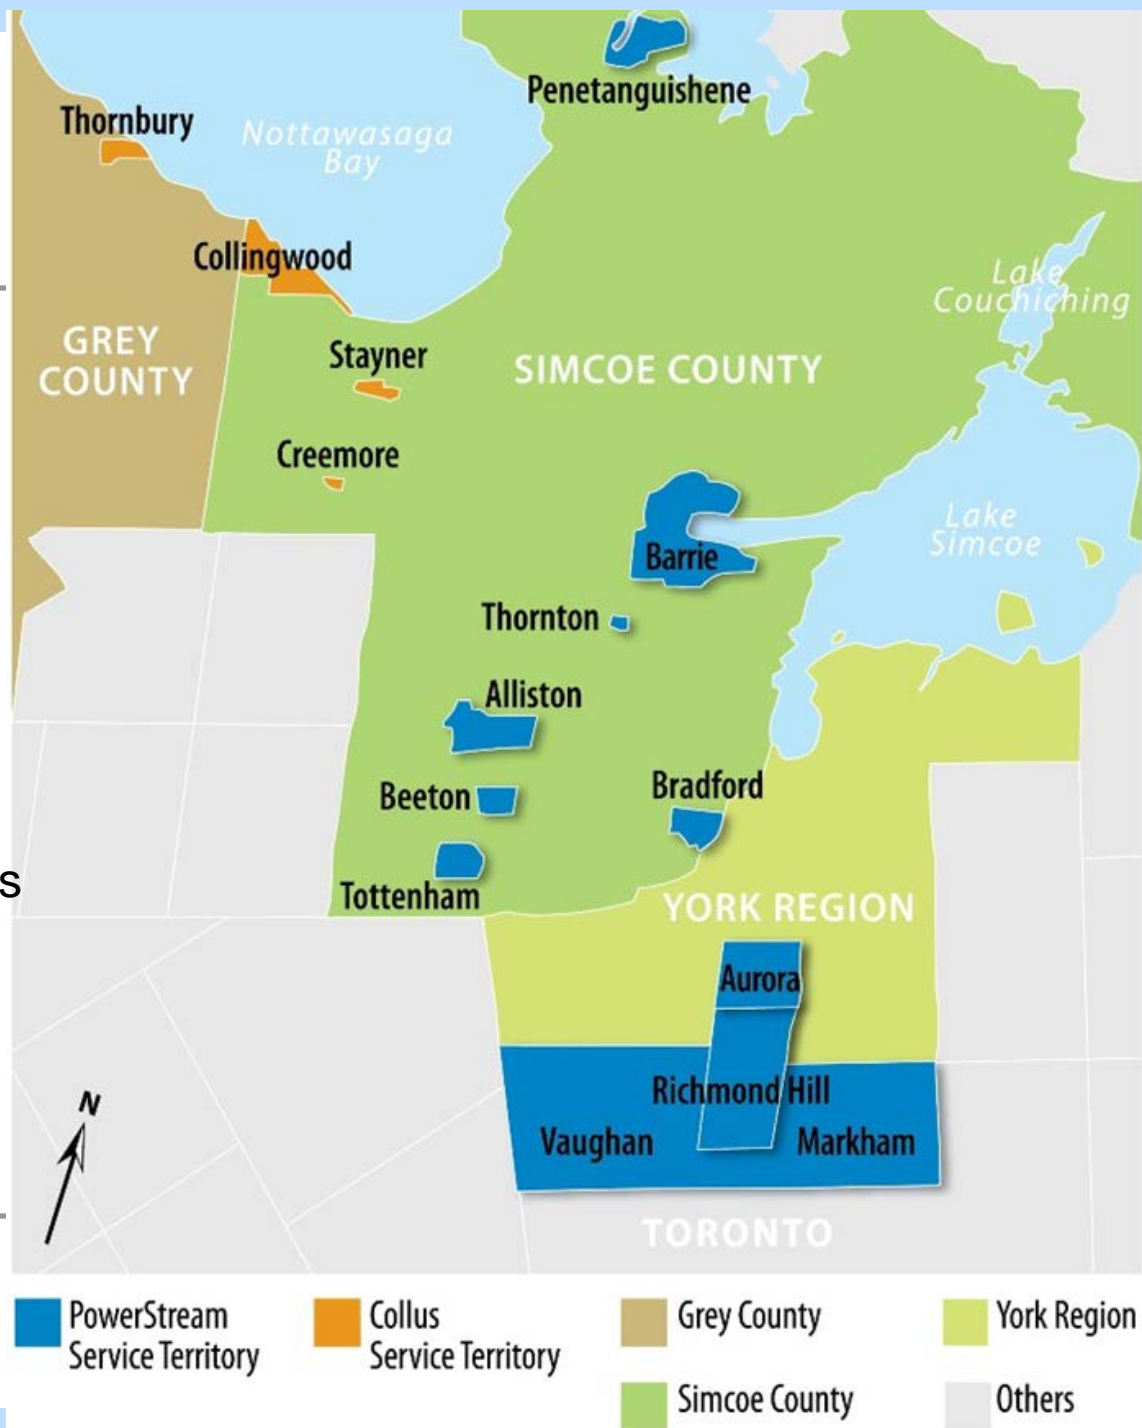 Penetanguishene
Thornbury
Nottawasaga
Bay
Collingwood
Lake
Couchiching
GREY
COUNTY
Stayner
SIMCOE COUNTY
Creemore
Lake
Simcoe
Barrie
Thornton
Alliston
Beeton
Bradford
s
Tottenham
YORK REGION
Aurora
N
Richmond Hill
Vaughan
Markham
TORONTO
PowerStream
Service Territory
Collus
Service Territory
Grey County
York Region
Simcoe County
Others